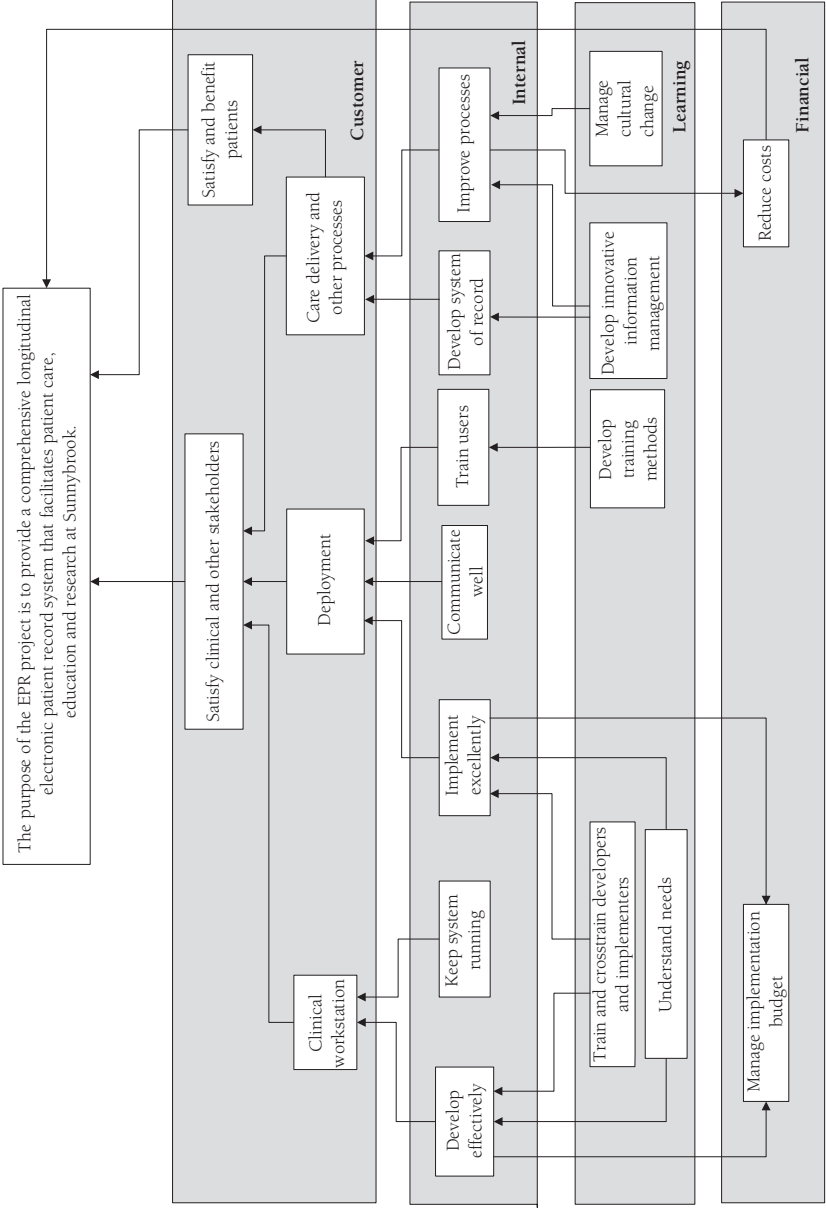 The purpose of the EPR project is to provide a comprehensive longitudinal
electronic patient record system that facilitates patient care,
education and research at Sunnybrook.
Customer
Satisfy clinical and other stakeholders
Satisfy and benefit
patients
Clinical
workstation
Deployment
Care delivery and
other processes
Internal
Develop
effectively
Keep system
running
Implement
excellently
Communicate
well
Train users
Develop system
of record
Improve processes
Learning
Train and crosstrain developers
and implementers
Understand needs
Develop
training
methods
Develop innovative
information
management
Manage
cultural
change
Financial
Manage implementation
budget
Reduce costs